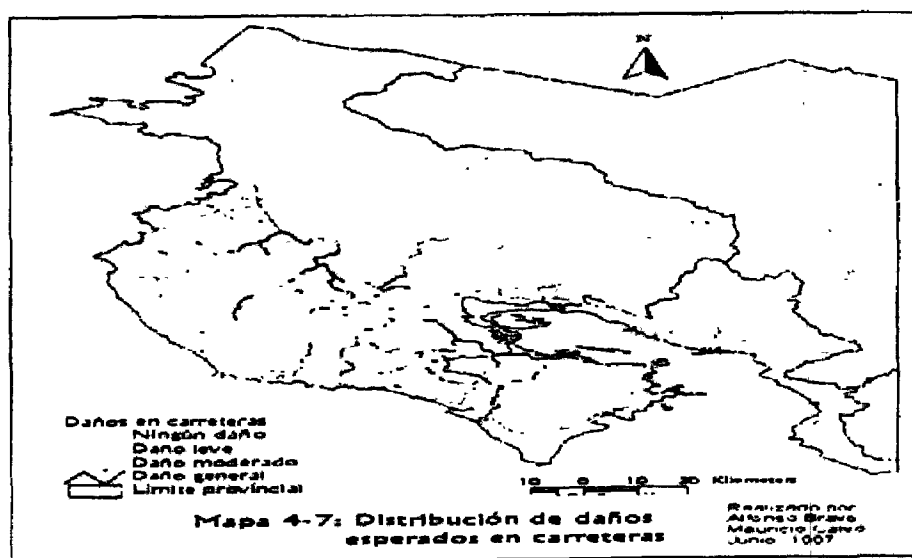 N
Daños en carreteras
Ningún daño
Daño leve
Daño moderado
Daño general
Límite provincial
10 0 10 20 Kilometers
Mapa 4-7: Distribución de daños
esperados en carreteras
Realizado por
Alfonso Bravo
Mauricio
Junio 1997